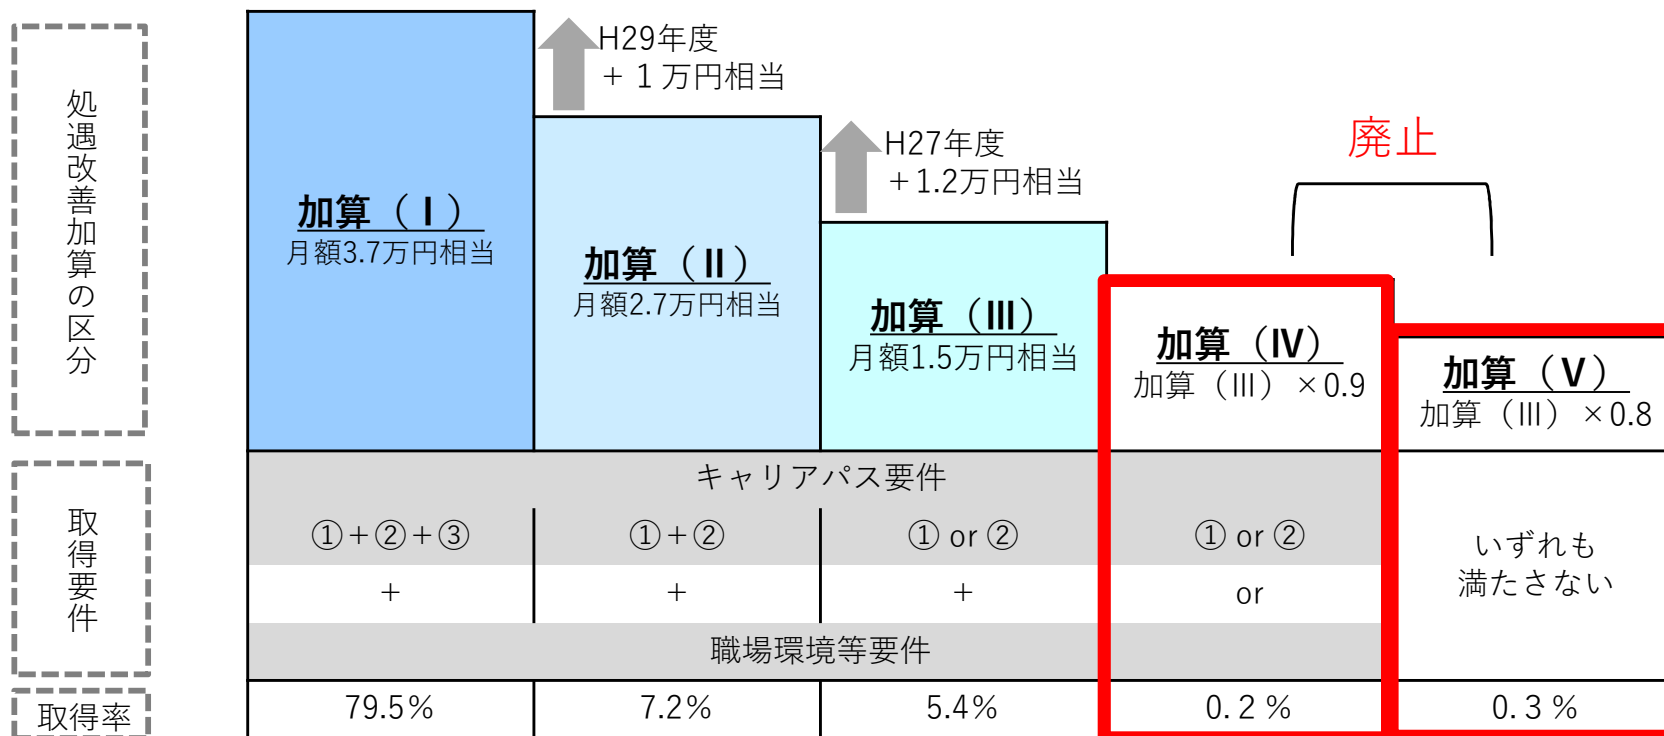 処遇改善加算の区分
H29年度
+１万円相当
H27年度
+1.2万円相当
廃止
加算（Ⅰ）
月額3.7万円相当
加算（Ⅱ）
月額2.7万円相当
加算（Ⅲ）
月額1.5万円相当
加算（Ⅳ）
加算（Ⅲ）×0.9
加算（Ⅴ）
加算（Ⅲ）×0.8
取得要件
キャリアパス要件
①+②+③
①+②
① or ②
① or ②
いずれも
満たさない
+
+
+
or
職場環境等要件
取得率
79.5%
7.2%
5.4%
0.2％
0.3％